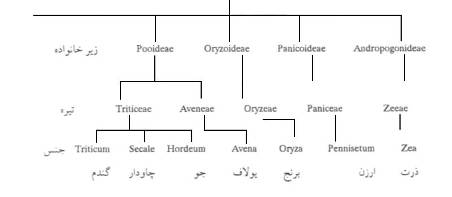 زیر خانواده Pooideae Oryzoideae Panicoideae Andropogonideae
تیره Triticeae Aveneae Oryzeae Paniceae Zeeae
جنس Triticum Secale Hordeum Avena Oryza Pennisetum Zea
گندم چاودار جو یولاف برنج ارزن ذرت